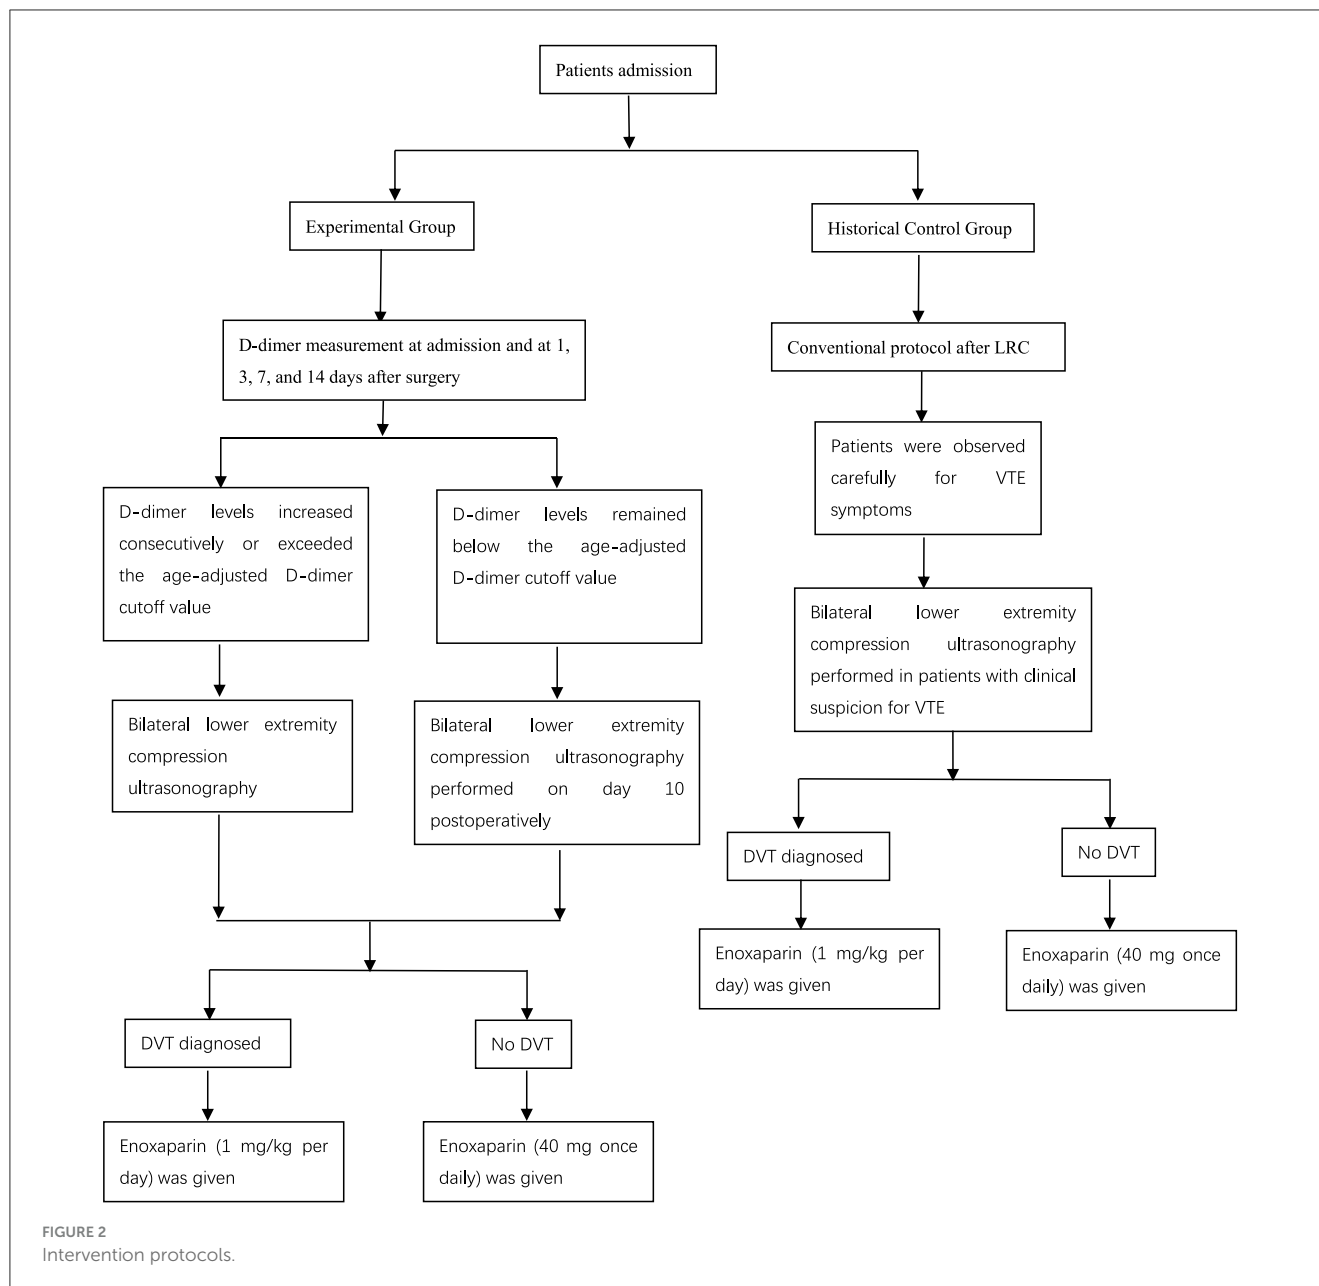 Patients admission
Experimental Group
Historical Control Group
D-dimer measurement at admission and at 1,
3, 7, and 14 days after surgery
Conventional protocol after LRC
D-dimer levels increased
consecutively or exceeded
the age-adjusted D-dimer
cutoff value
D-dimer levels remained
below the age-adjusted
D-dimer cutoff value
Patients were observed
carefully for VTE
symptoms
Bilateral lower extremity
compression
ultrasonography
Bilateral lower extremity
compression ultrasonography
performed on day 10
postoperatively
Bilateral lower extremity
compression ultrasonography
performed in patients with clinical
suspicion for VTE
DVT diagnosed
No DVT
Enoxaparin (1 mg/kg per
day) was given
Enoxaparin (40 mg once
daily) was given
DVT diagnosed
No DVT
Enoxaparin (1 mg/kg per
day) was given
Enoxaparin (40 mg once
daily) was given
FIGURE 2
Intervention protocols.